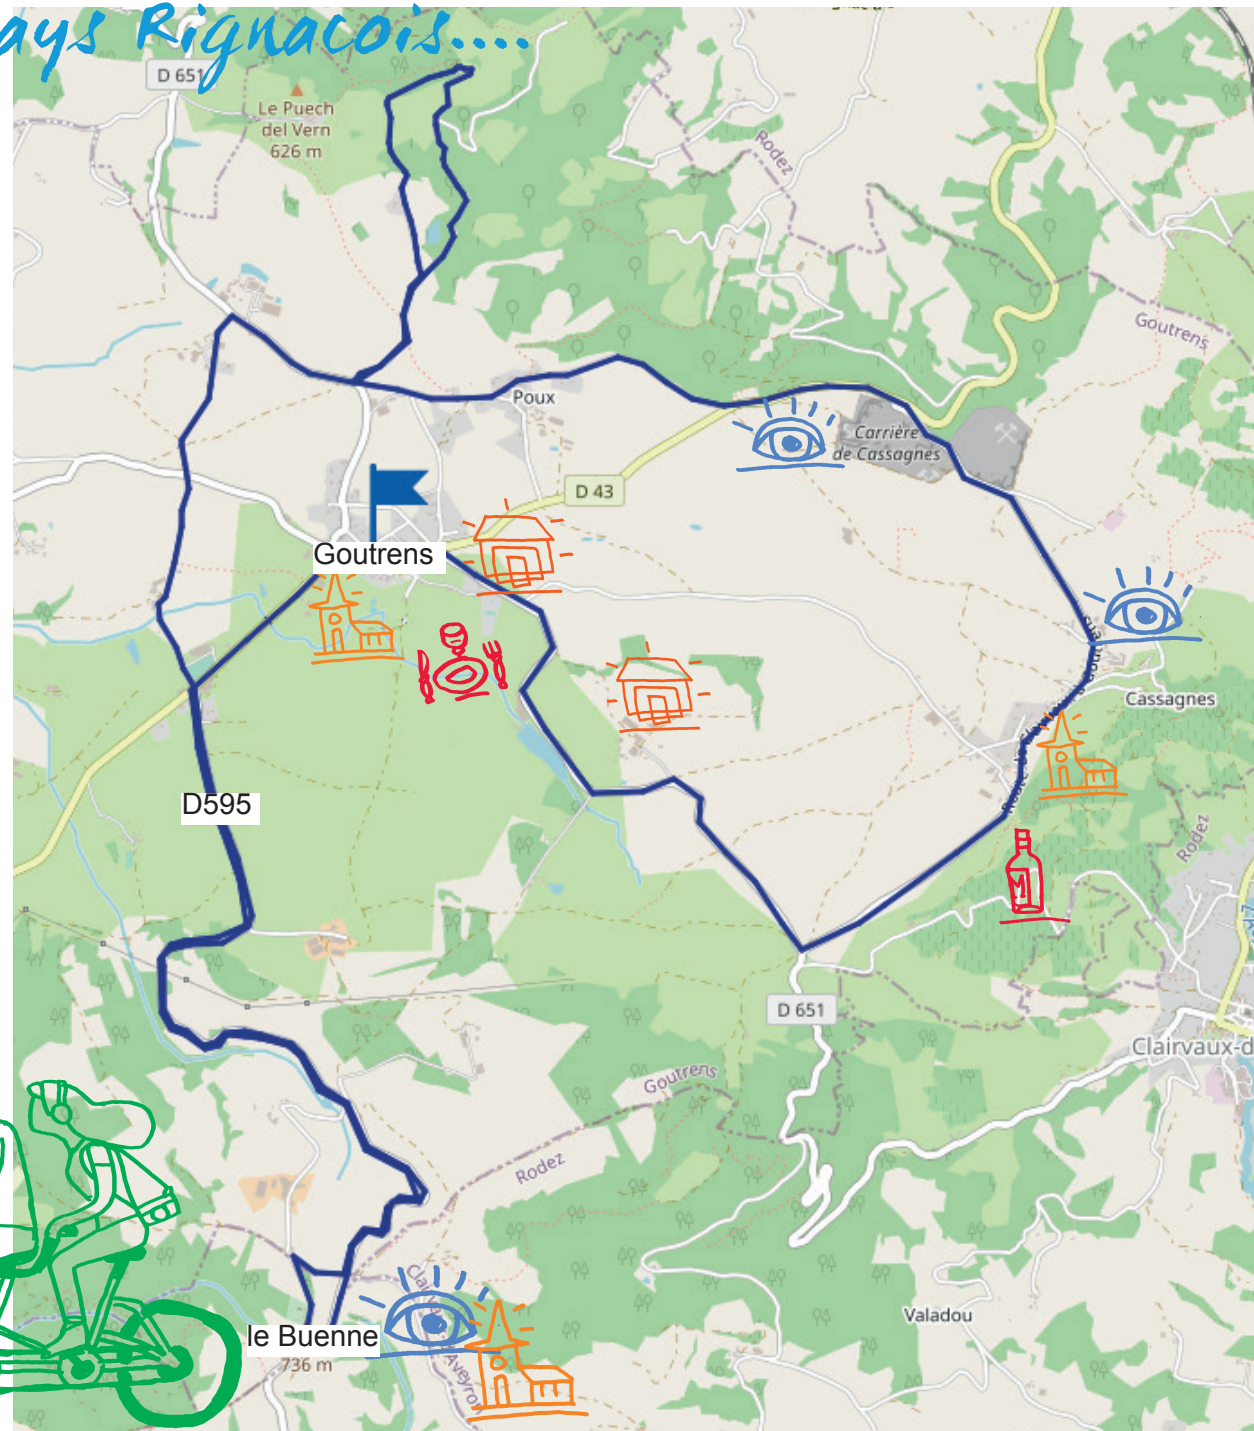 ays Rignacois....
D 651
Le Puech
del Vern
626 m
Rodez
Goutrens
Poux
Carrière
de Cassagnes
D 43
Goutrens
Cassagnes
D595
Rodez
M
D 651
Clairvaux-d
Goutrens
Rodez
Valadou
le Buenne
736 m
Aveyron